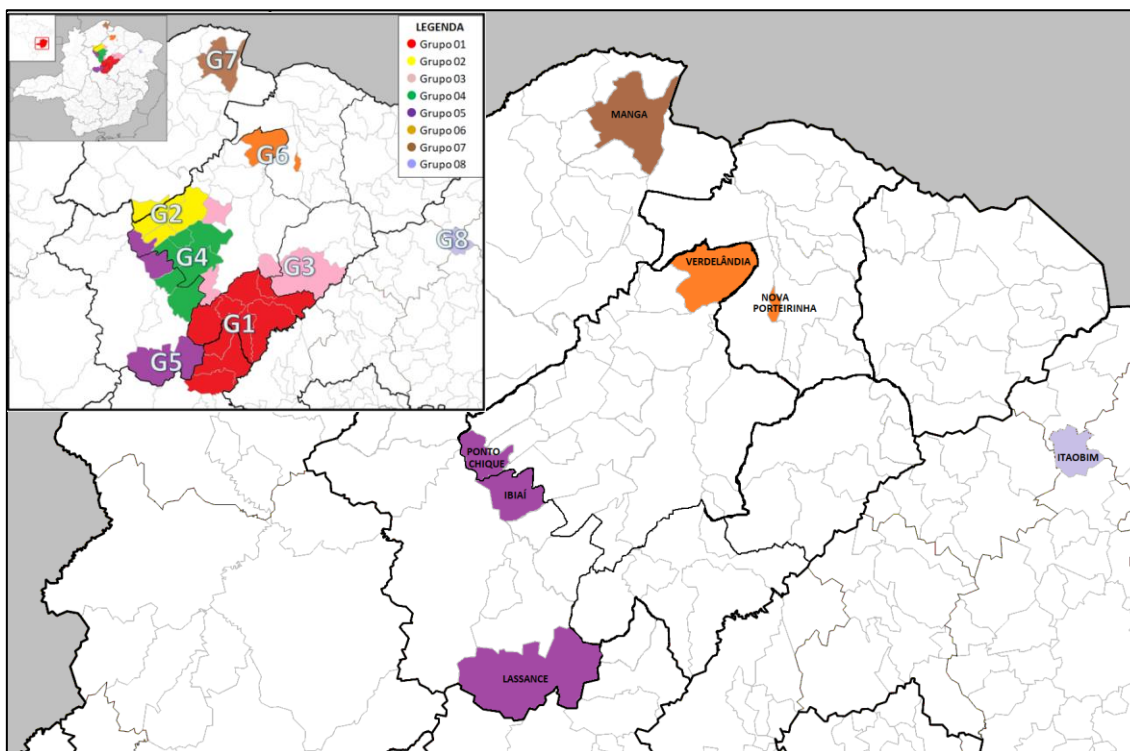 LEGENDA
Grupo 01
Grupo 02
Grupo 03
Grupo 04
Grupo 05
Grupo 06
Grupo 07
Grupo 08
G7
G6
G2
G4
G8
G3
G1
G5
MANGA
VERDELÂNDIA
NOVA
PORTEIRINHA
PONTO
CHIQUE
IBIAÍ
ITAOBIM
LASSANCE